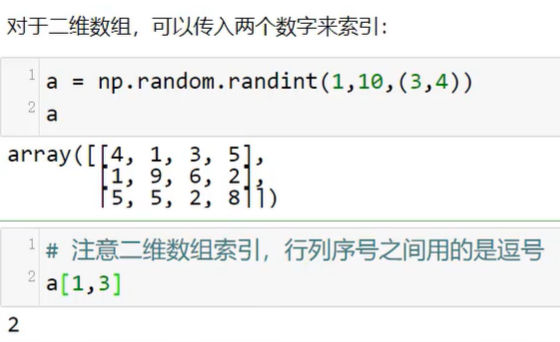 对于二维数组，可以传入两个数字来索引：
1 a = np.random.randint(1,10,(3,4))
2 a
array([[4, 1, 3, 5],
[1, 9, 6, 2],
[5, 5, 2, 8]])
1 # 注意二维数组索引，行列序号之间用的是逗号
2 a[1,3]
2